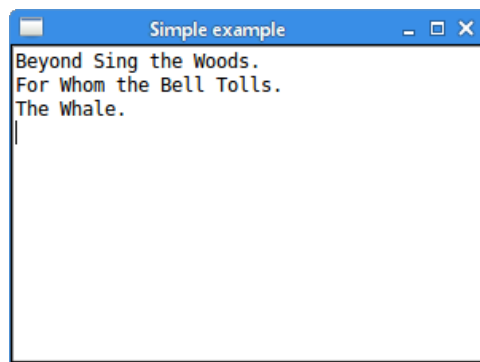 Simple example
Beyond Sing the Woods.
For Whom the Bell Tolls.
The Whale.